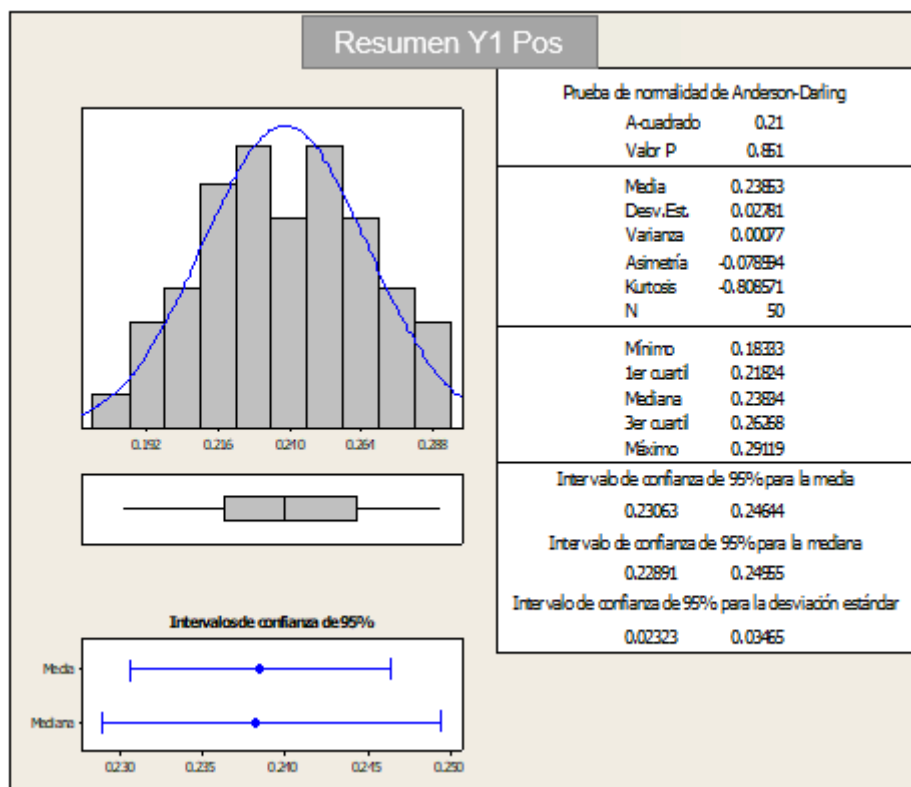 Resumen Y1 Pos
Prueba de normalidad de Anderson-Darling
A-cuadrado 0.21
Valor P 0.851
Media 0.23853
Desv.Est. 0.02781
Varianza 0.00077
Asimetría
Kurtosis -0.808571
N 50
Mínimo 0.18333
1er cuartil 0.21824
Mediana 0.23834
3er cuartil 0.26268
Máximo 0.29119
Intervalo de confianza de 95% para la media
0.23063 0.24644
Intervalo de confianza de 95% para la mediana
0.22891 0.24955
Intervalo de confianza de 95% para la desviación estándar
0.02323 0.03465
0.192 0.216 0.240 0.264 0.288
Intervalos de confianza de 95%
Media
Mediana
0.230 0.235 0.240 0.245 0.250